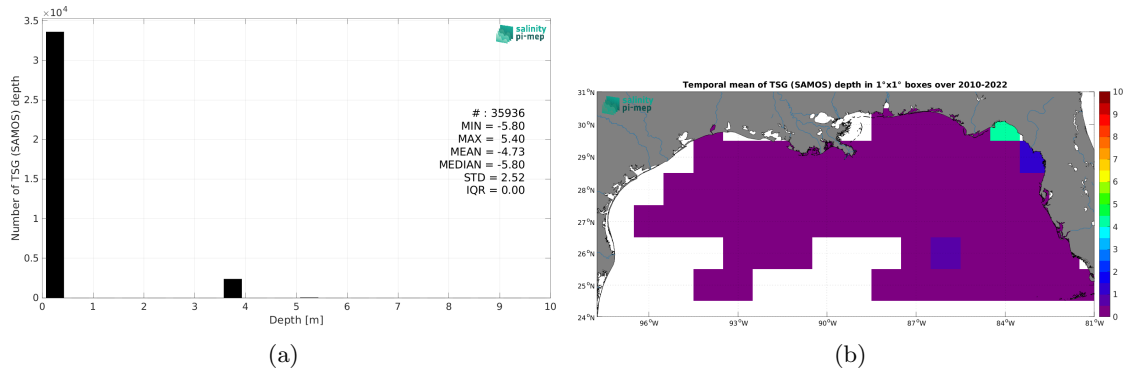 ×10^4
3.5
3
2.5
2
1.5
1
0.5
0
Number of TSG (SAMOS) depth
salinity
pi-mep
# : 35936
MIN = -5.80
MAX = 5.40
MEAN = -4.73
MEDIAN = -5.80
STD = 2.52
IQR = 0.00
0 1 2 3 4 5 6 7 8 9 10
Depth [m]
(a)
Temporal mean of TSG (SAMOS) depth in 1°x1° boxes over 2010-2022
salinity
pi-mep
31°N
30°N
29°N
28°N
27°N
26°N
25°N
24°N
96°W 93°W 90°W 87°W 84°W 81°W
10
9
8
7
6
5
4
3
2
1
0
(b)